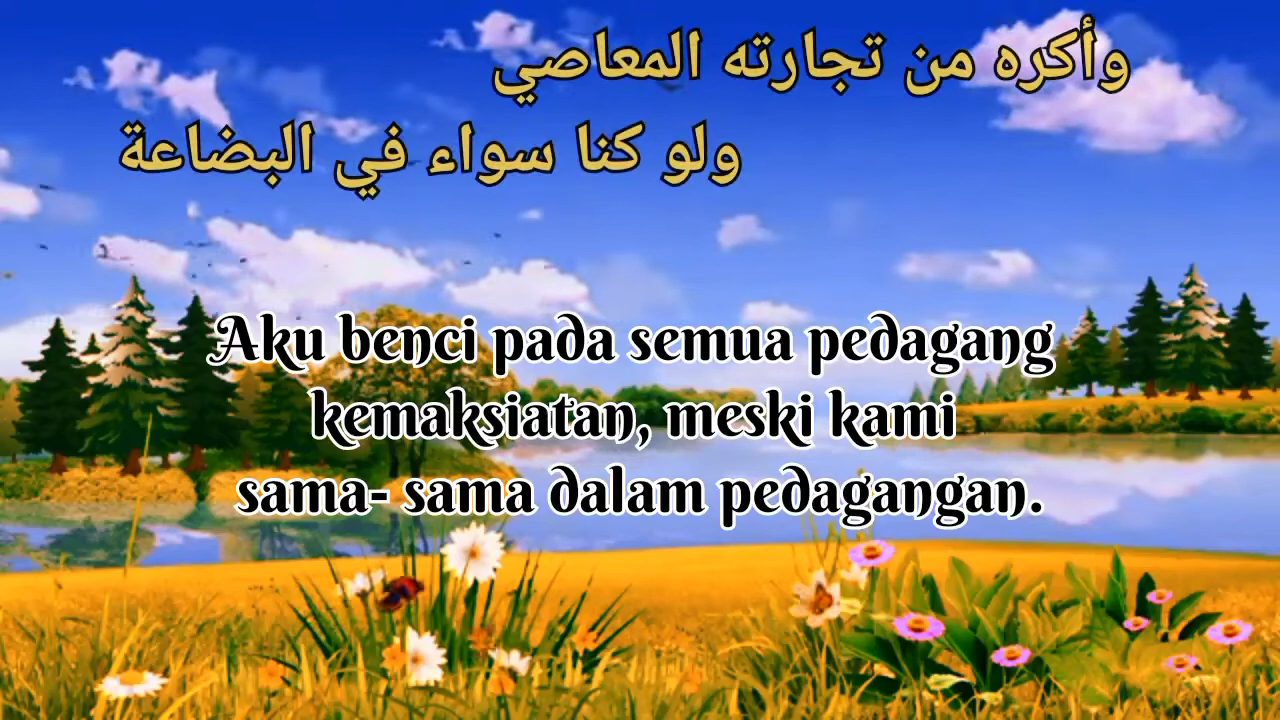 وأكره من تجارته المعاصي
ولو كنا سواء في البضاعة
Aku benci pada semua pedagang
kemaksiatan, meski kami
sama- sama dalam pedagangan.